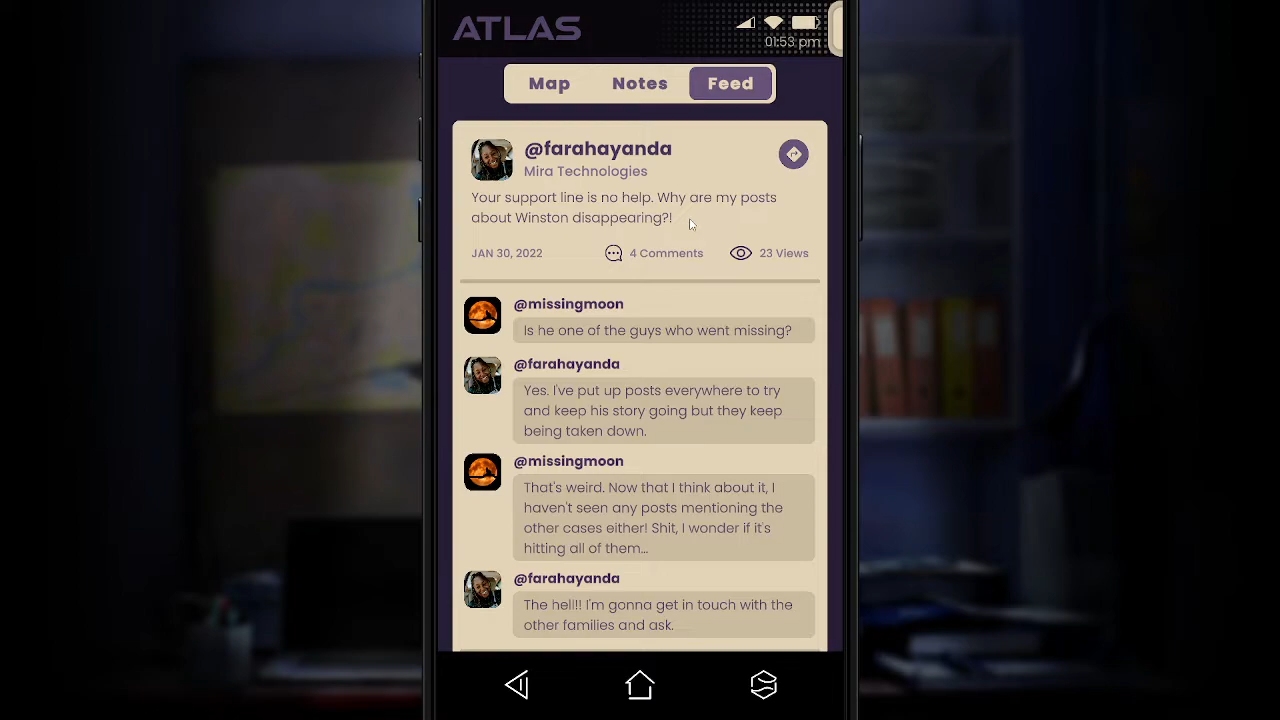 ATLAS
01:53 pm
Map Notes Feed
@farahayanda
Mira Technologies
Your support line is no help. Why are my posts
about Winston disappearing?!
JAN 30, 2022 4 Comments 23 Views
@missingmoon
Is he one of the guys who went missing?
@farahayanda
Yes. I've put up posts everywhere to try
and keep his story going but they keep
being taken down.
@missingmoon
That's weird. Now that I think about it, I
haven't seen any posts mentioning the
other cases either! Shit, I wonder if it's
hitting all of them...
@farahayanda
The hell!! I'm gonna get in touch with the
other families and ask.